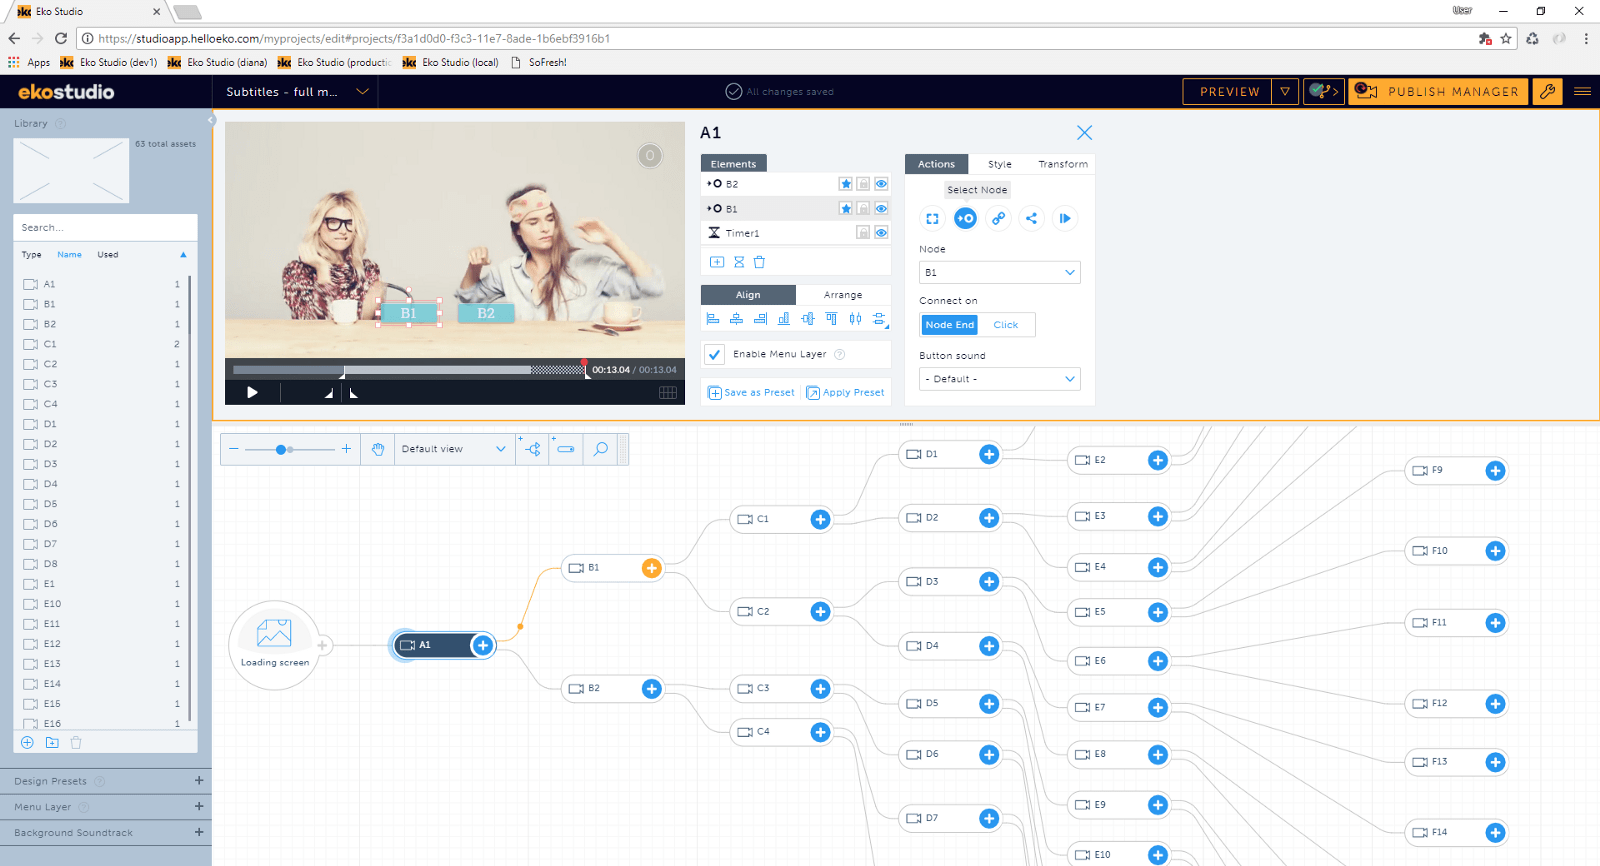 eko Eko Studio
User
https://studioapp.helloeko.com/myprojects/edit#projects/f3a1d0d0-f3c3-11e7-8ade-1b6ebf3916b1
Apps
eko Eko Studio (dev1)
eko Eko Studio (diana)
eko Eko Studio (productic
eko Eko Studio (local)
SoFresh!
ekostudio
Subtitles - full m...
All changes saved
PREVIEW
PUBLISH MANAGER
Library ?
63 total assets
Search...
Type Name Used
A1 1
B1 1
B2 1
C1 2
C2 1
C3 1
C4 1
D1 1
D2 1
D3 1
D4 1
D5 1
D6 1
D7 1
D8 1
E1 1
E10 1
E11 1
E12 1
E13 1
E14 1
E15 1
E16 1
Design Presets ?
Menu Layer ?
Background Soundtrack
0
B1
B2
00:13.04 / 00:13.04
A1
Elements
B2
B1
Timer1
Align Arrange
Enable Menu Layer ?
Save as Preset
Apply Preset
Actions Style Transform
Select Node
Node
B1
Connect on
Node End Click
Button sound
- Default -
Default view
Loading screen
A1
B1
B2
C1
C2
C3
C4
D1
D2
D3
D4
D5
D6
D7
E2
E3
E4
E5
E6
E7
E8
E9
E10
F9
F10
F11
F12
F13
F14